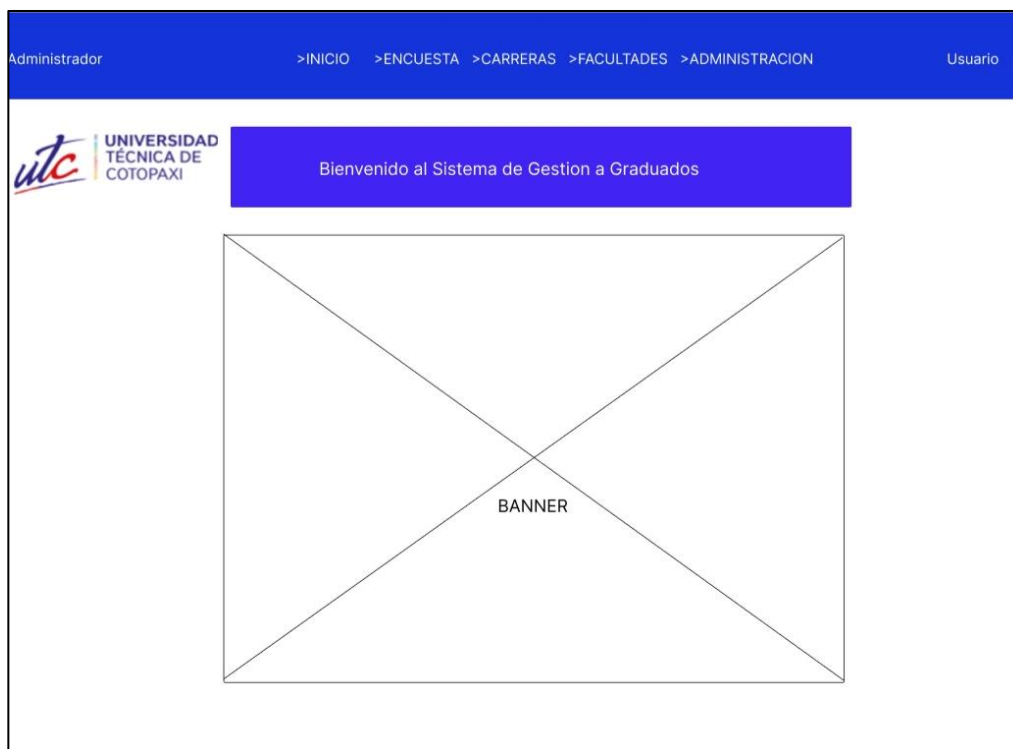 Administrador >INICIO >ENCUESTA >CARRERAS >FACULTADES >ADMINISTRACION Usuario
utc
UNIVERSIDAD
TÉCNICA DE
COTOPAXI
Bienvenido al Sistema de Gestion a Graduados
BANNER